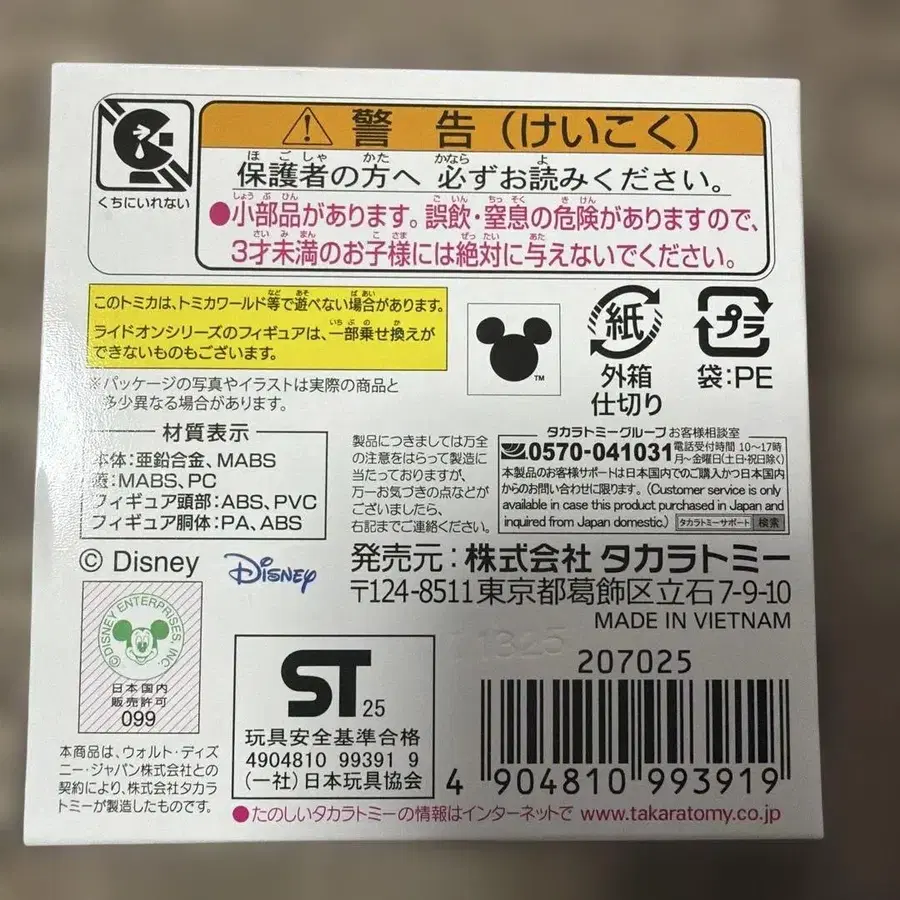 くちにいれない
警告(けいこく)
保護者の方へ 必ずお読みください。
●小部品があります。誤飲・窒息の危険がありますので、
3才未満のお子様には絶対に与えないでください。
このトミカは、トミカワールド等で遊べない場合があります。
ライドオンシリーズのフィギュアは、一部乗せ換えが
できないものもございます。
※パッケージの写真やイラストは実際の商品と
多少異なる場合があります。
TM
紙
外箱
仕切り
プラ
袋:PE
材質表示
本体:亜鉛合金、MABS
窓:MABS、PC
フィギュア頭部:ABS、PVC
フィギュア胴体:PA、ABS
製品につきましては万全
の注意をはらって製造に
当たっておりますが、
万一お気づきの点などが
ございましたら、
右記までご連絡ください。
タカラトミーグループ お客様相談室
0570-041031 電話受付時間 10〜17時
月〜金曜日(土・日・祝日除く)
本製品のお客様サポートは日本国内でのご購入かつ日本国内
からのお問い合わせに限ります。(Customer service is only
available in case this product purchased in Japan and
inquired from Japan domestic.) タカラトミーサポート 検索
© Disney
Disney
発売元:株式会社 タカラトミー
〒124-8511東京都葛飾区立石7-9-10
MADE IN VIETNAM
©DISNEY ENTERPRISES, INC.
日本国内
販売許可
099
本商品は、ウォルト・ディズ
ニー・ジャパン株式会社との
契約により、株式会社タカラ
トミーが製造したものです。
ST 25
玩具安全基準合格
4904810 99391 9
(一社)日本玩具協会
207025
4 904810 993919
●たのしいタカラトミーの情報はインターネットで www.takaratomy.co.jp